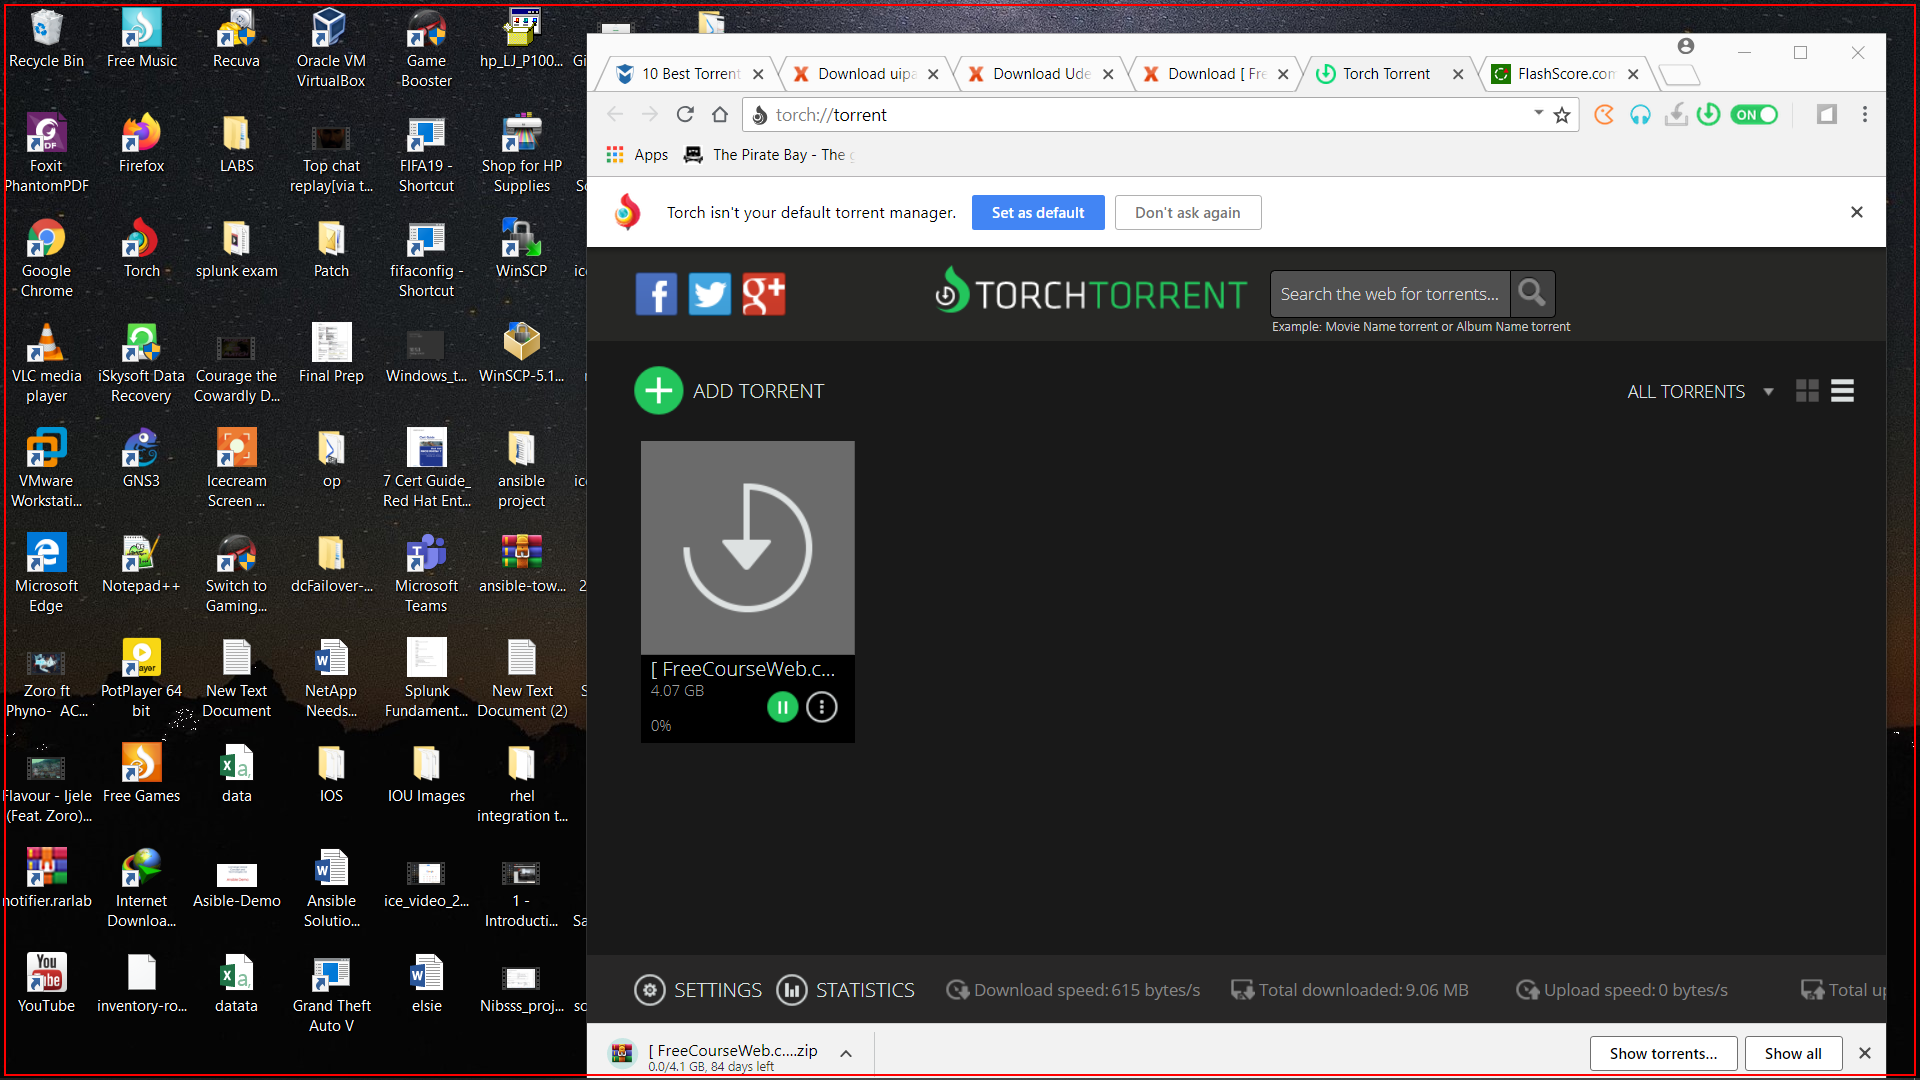 Recycle Bin
Free Music
Recuva
Oracle VM
VirtualBox
Game
Booster
hp_LJ_P100...
Foxit
PhantomPDF
Firefox
LABS
Top chat
replay[via t...
FIFA19 -
Shortcut
Shop for HP
Supplies
Google
Chrome
Torch
splunk exam
Patch
fifaconfig -
Shortcut
WinSCP
VLC media
player
iSkysoft Data
Recovery
Courage the
Cowardly D...
Final Prep
Windows_t...
WinSCP-5.1...
VMware
Workstati...
GNS3
Icecream
Screen ...
op
7 Cert Guide_
Red Hat Ent...
ansible
project
Microsoft
Edge
Notepad++
Switch to
Gaming...
dcFailover-...
Microsoft
Teams
ansible-tow...
Zoro ft
Phyno- AC...
PotPlayer 64
bit
New Text
Document
NetApp
Needs...
Splunk
Fundament...
New Text
Document (2)
Flavour - Ijele
(Feat. Zoro)...
Free Games
data
IOS
IOU Images
rhel
integration t...
notifier.rarlab
Internet
Downloa...
Asible-Demo
Ansible
Solutio...
ice_video_2...
1 -
Introducti...
YouTube
inventory-ro...
datata
Grand Theft
Auto V
elsie
Nibsss_proj...
10 Best Torrent
Download uipa
Download Ude
Download [ Fre
Torch Torrent
FlashScore.com
torch://torrent
ON
Apps
The Pirate Bay - The g
Torch isn't your default torrent manager.
Set as default
Don't ask again
TORCHTORRENT
Search the web for torrents...
Example: Movie Name torrent or Album Name torrent
ADD TORRENT
ALL TORRENTS
[ FreeCourseWeb.c...
4.07 GB
0%
SETTINGS
STATISTICS
Download speed: 615 bytes/s
Total downloaded: 9.06 MB
Upload speed: 0 bytes/s
Total up
[ FreeCourseWeb.c....zip
0.0/4.1 GB, 84 days left
Show torrents...
Show all